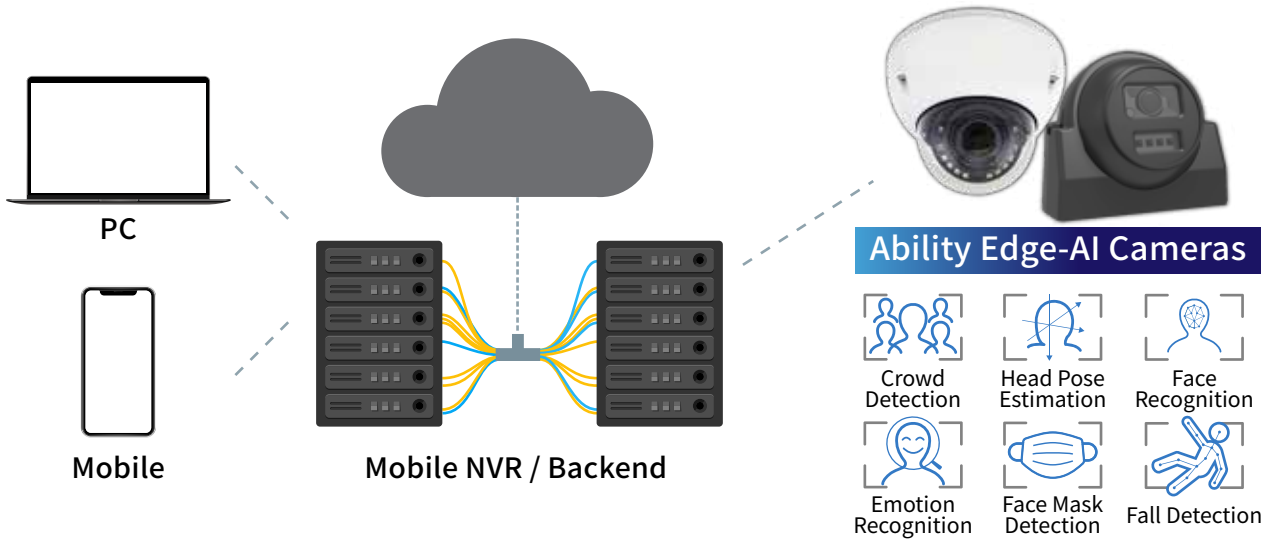 PC
Mobile
Mobile NVR / Backend
Ability Edge-AI Cameras
Crowd
Detection
Head Pose
Estimation
Face
Recognition
Emotion
Recognition
Face Mask
Detection
Fall Detection